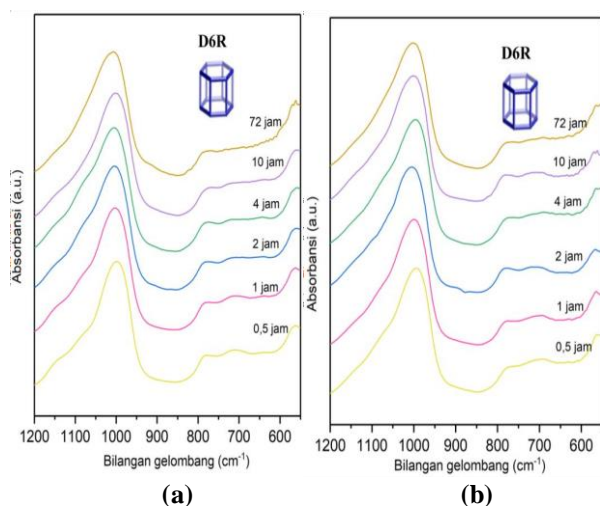 D6R
72 jam
10 jam
4 jam
2 jam
1 jam
0,5 jam
Absorbansi (a.u.)
1200 1100 1000 900 800 700 600
Bilangan gelombang (cm⁻¹)
(a)
D6R
72 jam
10 jam
4 jam
2 jam
1 jam
0,5 jam
Absorbansi (a.u.)
1200 1100 1000 900 800 700 600
Bilangan gelombang (cm⁻¹)
(b)